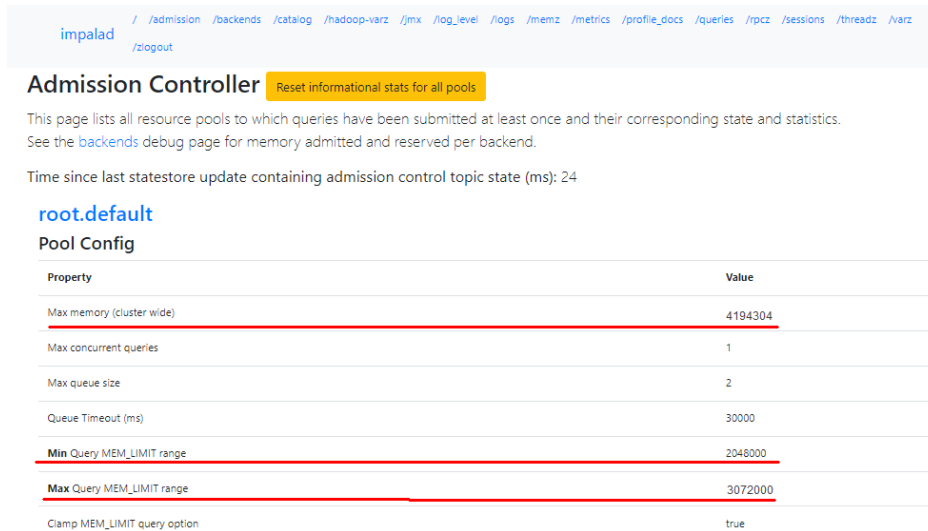 impalad
/ /admission /backends /catalog /hadoop-varz /jmx /log_level /logs /memz /metrics /profile_docs /queries /rpcz /sessions /threadz /varz
/zlogout
Admission Controller Reset informational stats for all pools
This page lists all resource pools to which queries have been submitted at least once and their corresponding state and statistics.
See the backends debug page for memory admitted and reserved per backend.
Time since last statestore update containing admission control topic state (ms): 24
root.default
Pool Config
Property Value
Max memory (cluster wide) 4194304
Max concurrent queries 1
Max queue size 2
Queue Timeout (ms) 30000
Min Query MEM_LIMIT range 2048000
Max Query MEM_LIMIT range 3072000
Clamp MEM_LIMIT query option true